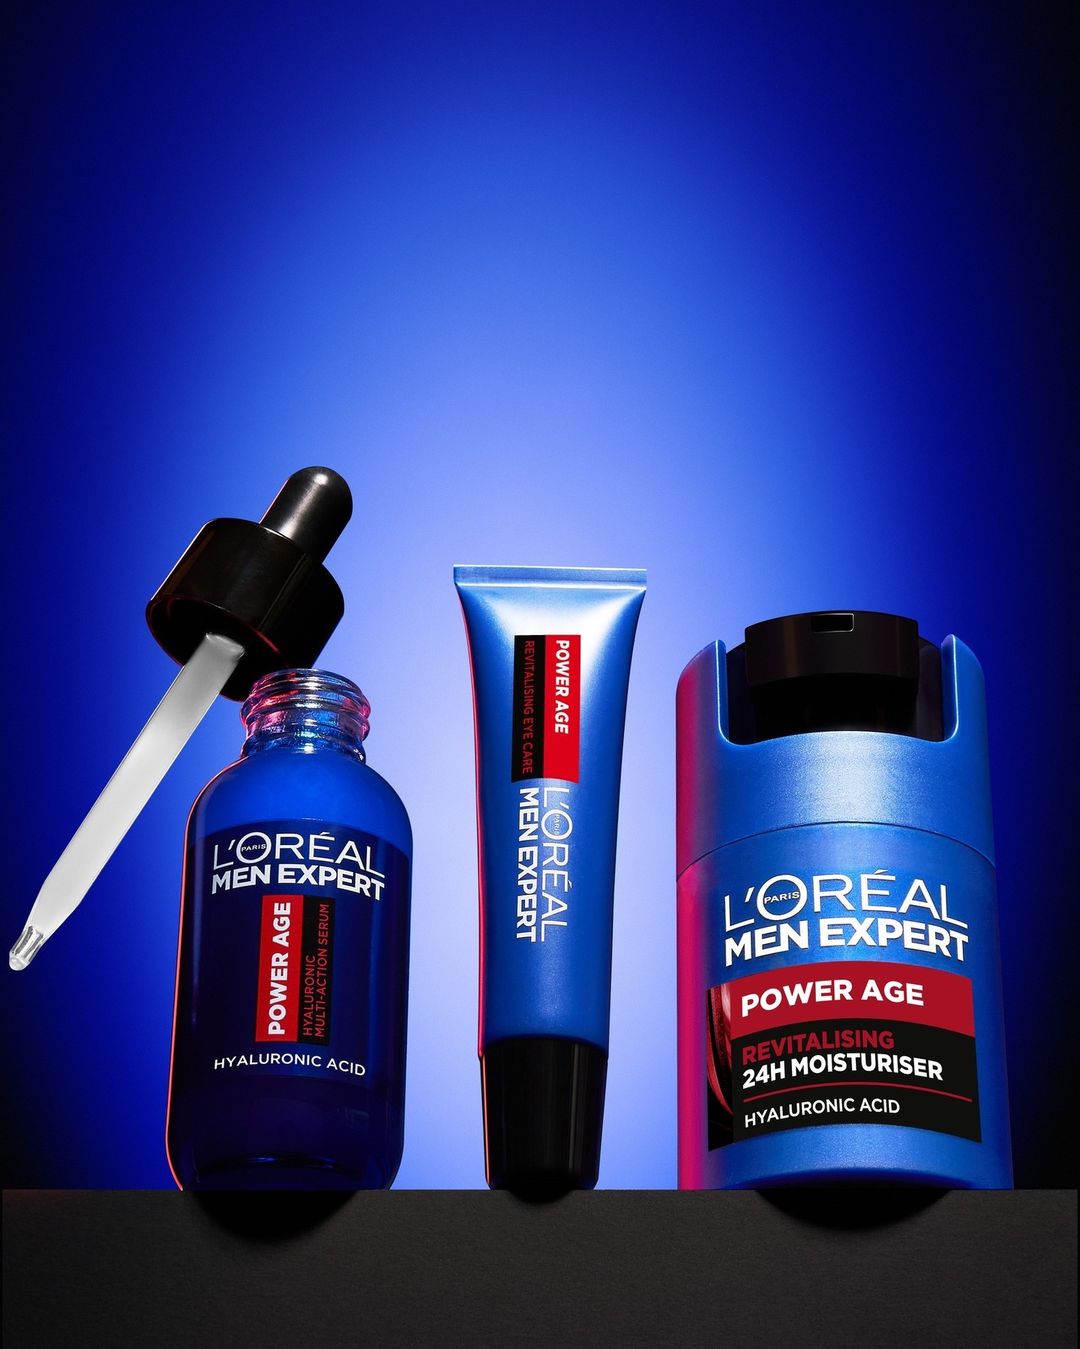 L'ORÉAL
PARIS
MEN EXPERT
POWER AGE
HYALURONIC
MULTI-ACTION SERUM
HYALURONIC ACID
POWER AGE
REVITALISING EYE CARE
L'ORÉAL
PARIS
MEN EXPERT
L'ORÉAL
PARIS
MEN EXPERT
POWER AGE
REVITALISING
24H MOISTURISER
HYALURONIC ACID